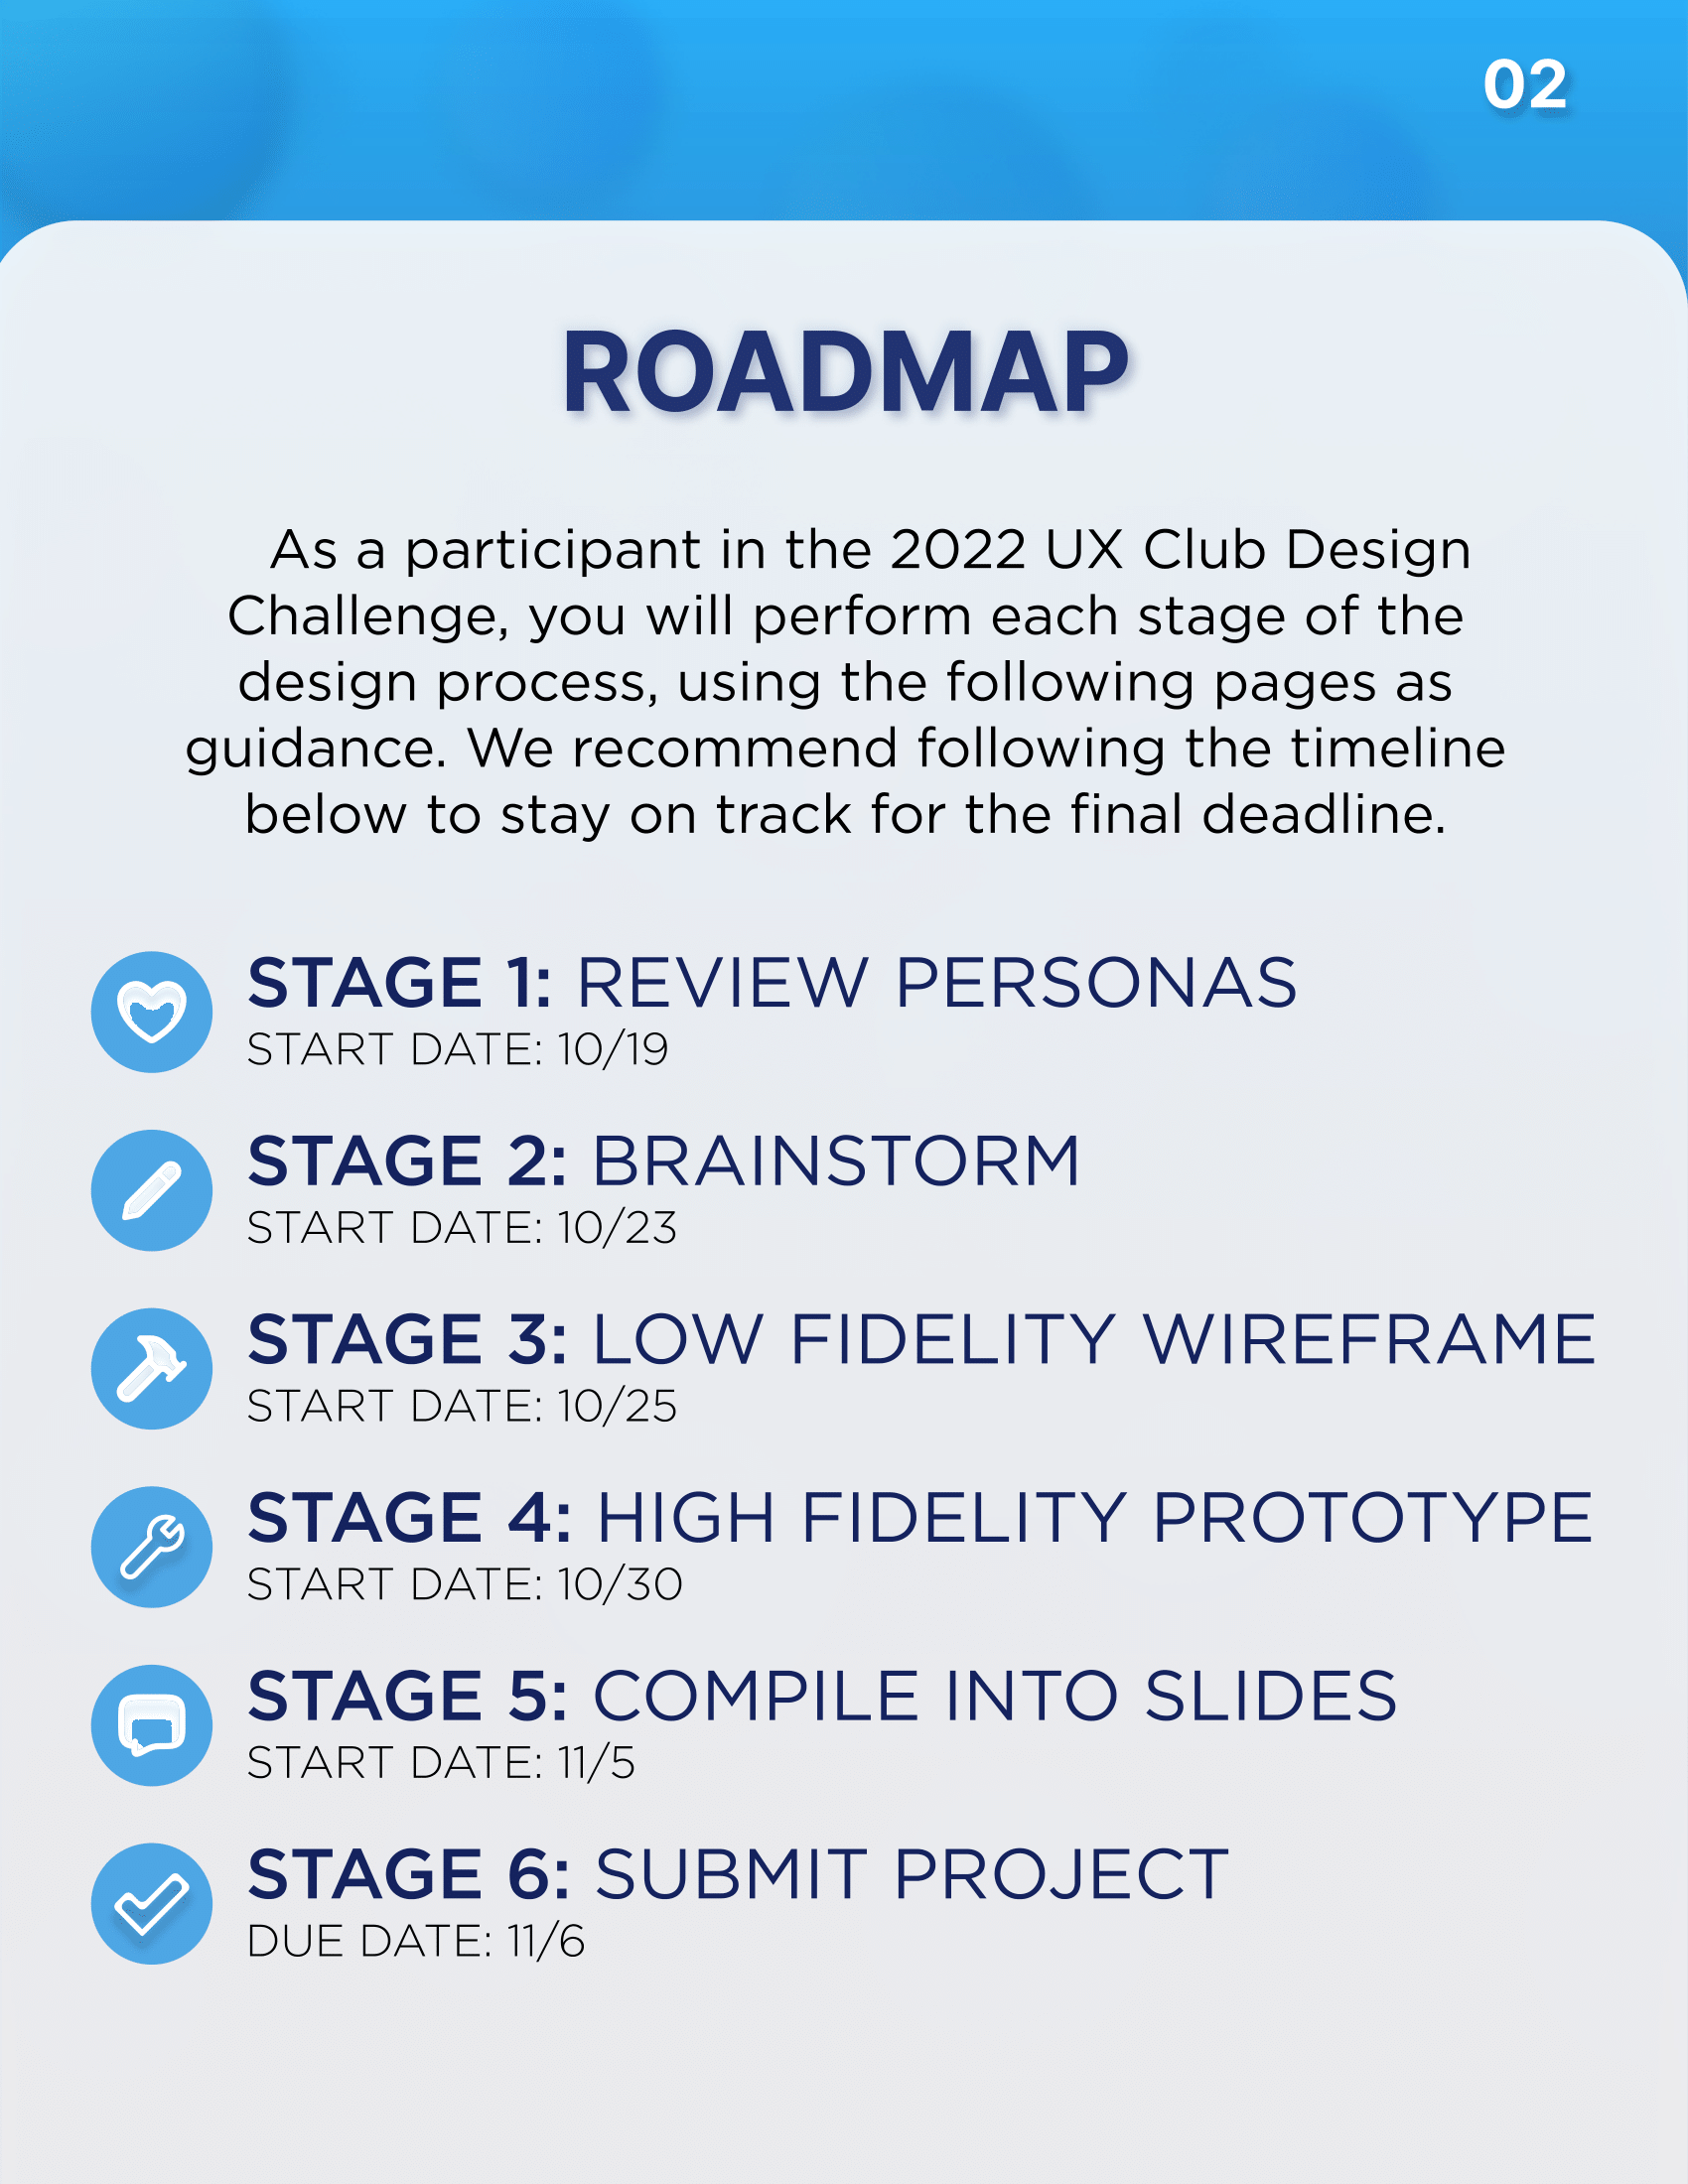 02
ROADMAP
As a participant in the 2022 UX Club Design
Challenge, you will perform each stage of the
design process, using the following pages as
guidance. We recommend following the timeline
below to stay on track for the final deadline.
STAGE 1: REVIEW PERSONAS
START DATE: 10/19
STAGE 2: BRAINSTORM
START DATE: 10/23
STAGE 3: LOW FIDELITY WIREFRAME
START DATE: 10/25
STAGE 4: HIGH FIDELITY PROTOTYPE
START DATE: 10/30
STAGE 5: COMPILE INTO SLIDES
START DATE: 11/5
STAGE 6: SUBMIT PROJECT
DUE DATE: 11/6